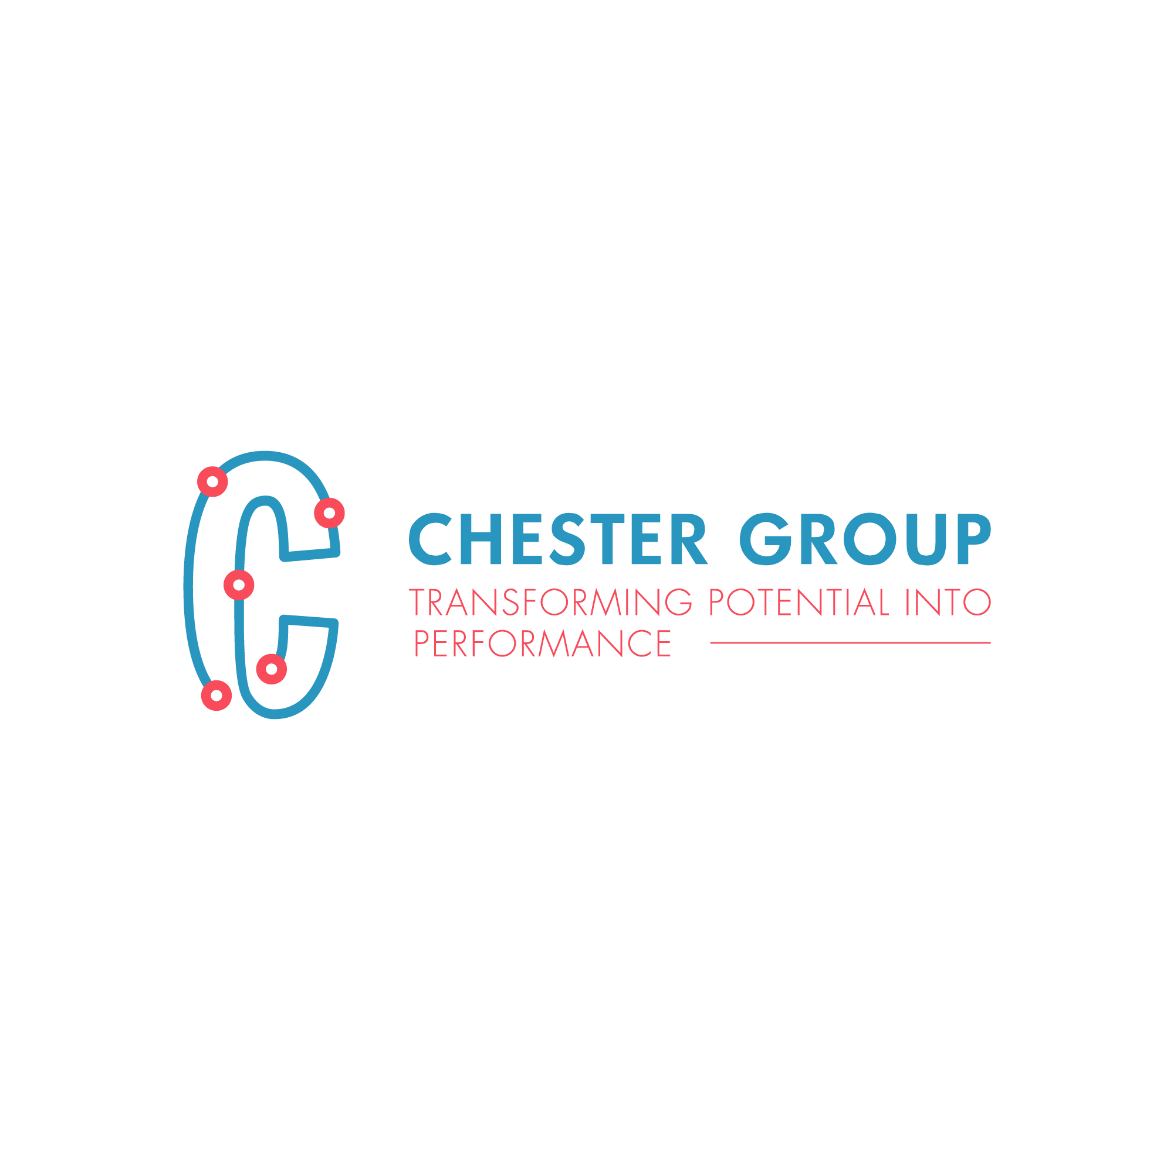 CHESTER GROUP
TRANSFORMING POTENTIAL INTO
PERFORMANCE